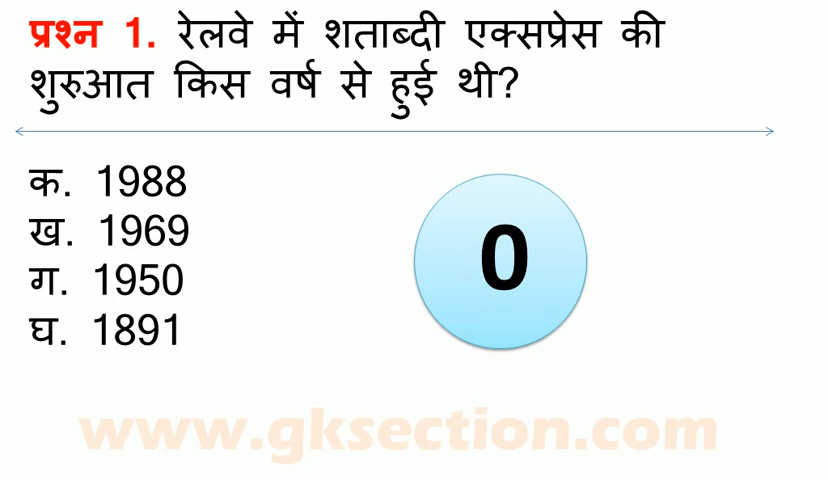 प्रश्न 1. रेलवे में शताब्दी एक्सप्रेस की
शुरुआत किस वर्ष से हुई थी?
क. 1988
ख. 1969
ग. 1950
घ. 1891
0
www.gksection.com